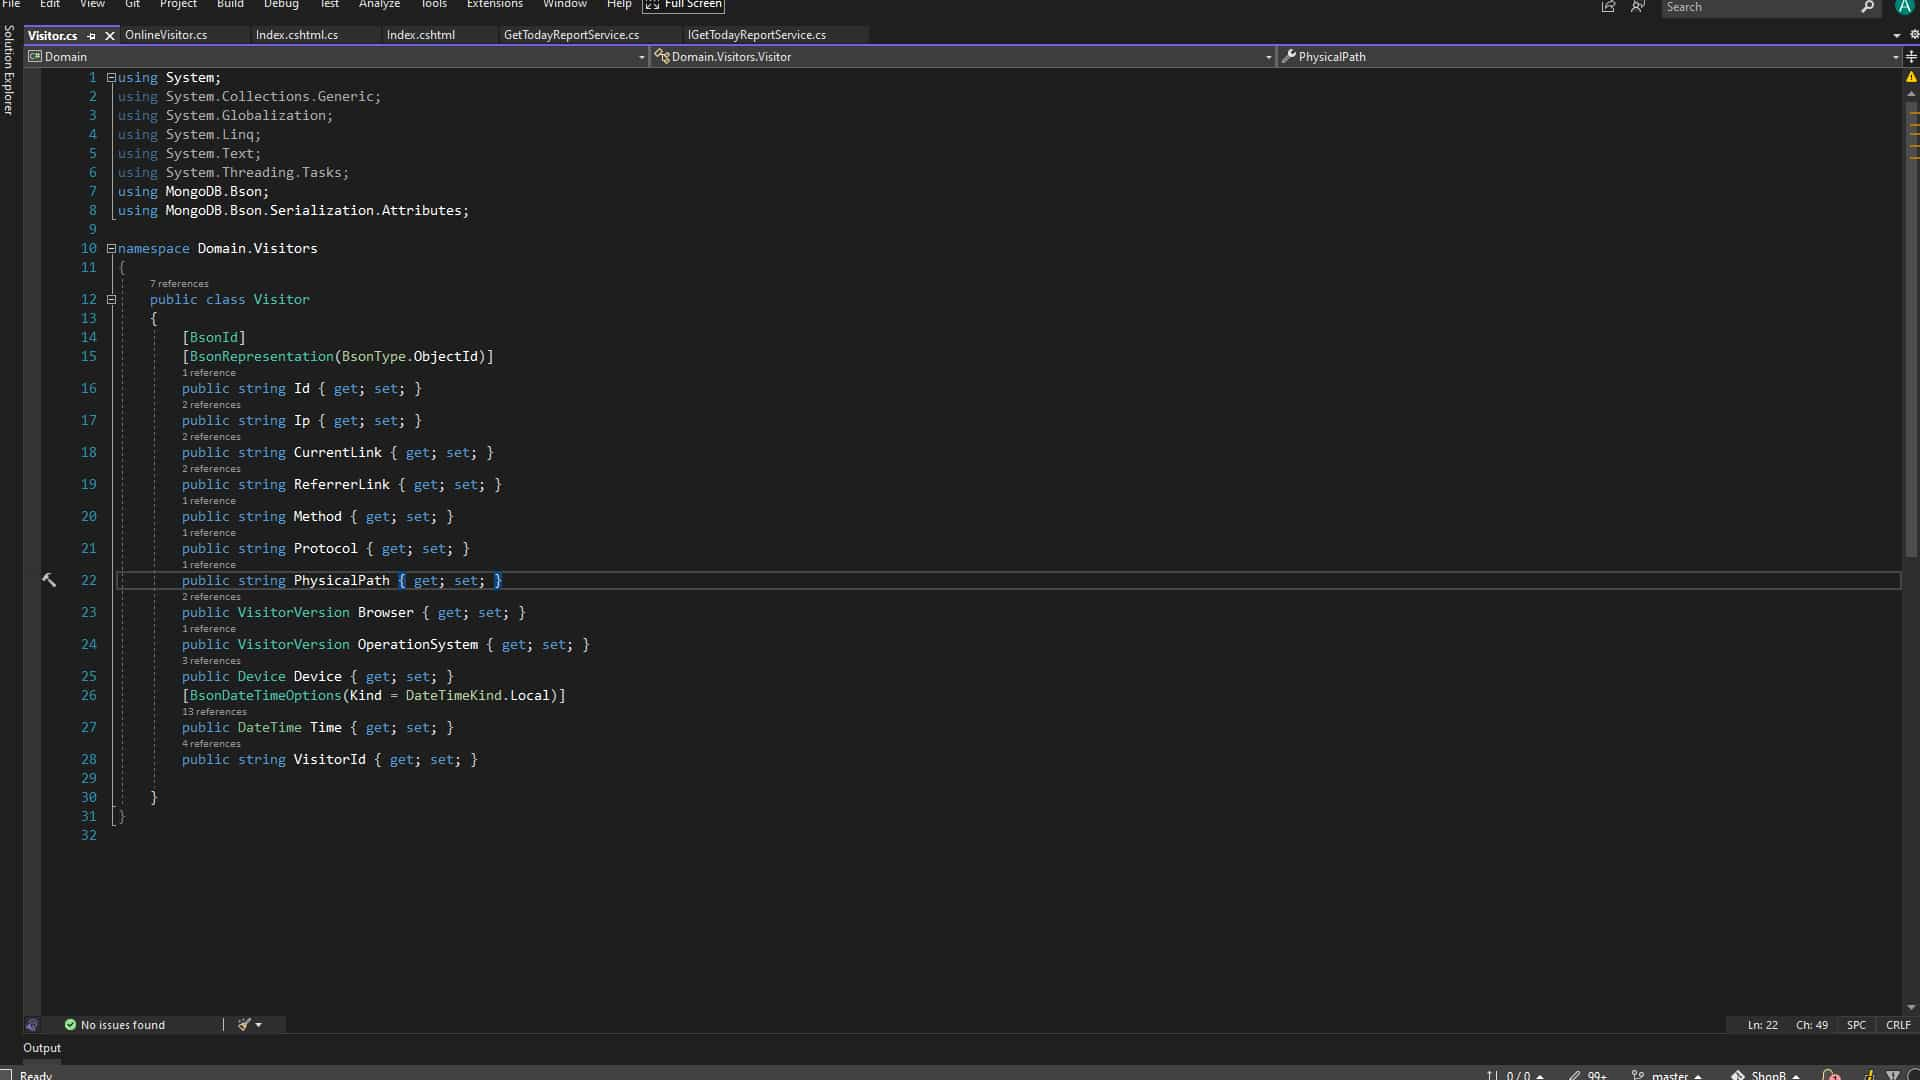 File Edit View Git Project Build Debug Test Analyze Tools Extensions Window Help Full Screen Search A
Visitor.cs OnlineVisitor.cs Index.cshtml.cs Index.cshtml GetTodayReportService.cs IGetTodayReportService.cs
Solution Explorer
Domain Domain.Visitors.Visitor PhysicalPath
1 using System;
2 using System.Collections.Generic;
3 using System.Globalization;
4 using System.Linq;
5 using System.Text;
6 using System.Threading.Tasks;
7 using MongoDB.Bson;
8 using MongoDB.Bson.Serialization.Attributes;
9
10 namespace Domain.Visitors
11 {
7 references
12 public class Visitor
13 {
14 [BsonId]
15 [BsonRepresentation(BsonType.ObjectId)]
1 reference
16 public string Id { get; set; }
2 references
17 public string Ip { get; set; }
2 references
18 public string CurrentLink { get; set; }
2 references
19 public string ReferrerLink { get; set; }
1 reference
20 public string Method { get; set; }
1 reference
21 public string Protocol { get; set; }
1 reference
22 public string PhysicalPath { get; set; }
2 references
23 public VisitorVersion Browser { get; set; }
1 reference
24 public VisitorVersion OperationSystem { get; set; }
3 references
25 public Device Device { get; set; }
26 [BsonDateTimeOptions(Kind = DateTimeKind.Local)]
13 references
27 public DateTime Time { get; set; }
4 references
28 public string VisitorId { get; set; }
29
30 }
31 }
32
No issues found Ln: 22 Ch: 49 SPC CRLF
Output
Ready 0 / 0 99+ master ShopB